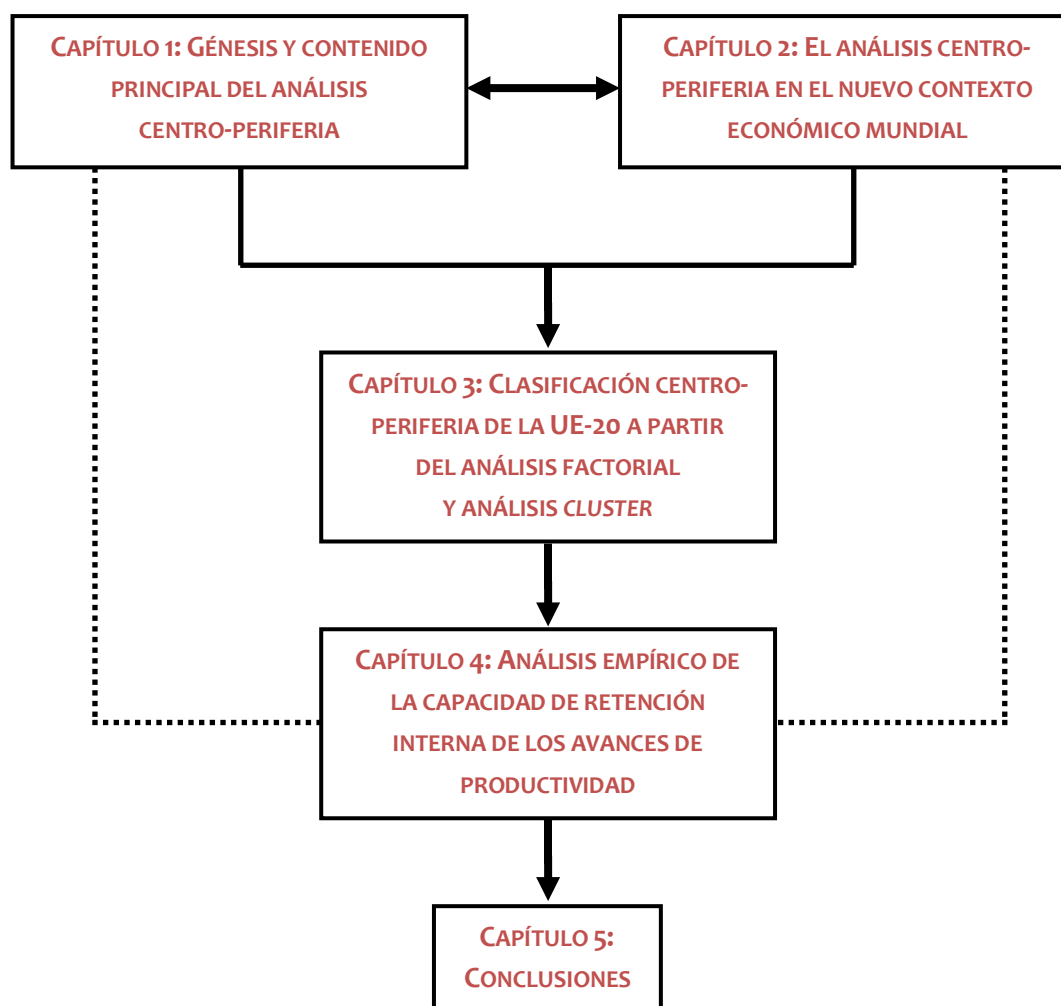 CAPÍTULO 1: GÉNESIS Y CONTENIDO
PRINCIPAL DEL ANÁLISIS
CENTRO-PERIFERIA
CAPÍTULO 2: EL ANÁLISIS CENTRO-
PERIFERIA EN EL NUEVO CONTEXTO
ECONÓMICO MUNDIAL
CAPÍTULO 3: CLASIFICACIÓN CENTRO-
PERIFERIA DE LA UE-20 A PARTIR
DEL ANÁLISIS FACTORIAL
Y ANÁLISIS CLUSTER
CAPÍTULO 4: ANÁLISIS EMPÍRICO DE
LA CAPACIDAD DE RETENCIÓN
INTERNA DE LOS AVANCES DE
PRODUCTIVIDAD
CAPÍTULO 5:
CONCLUSIONES